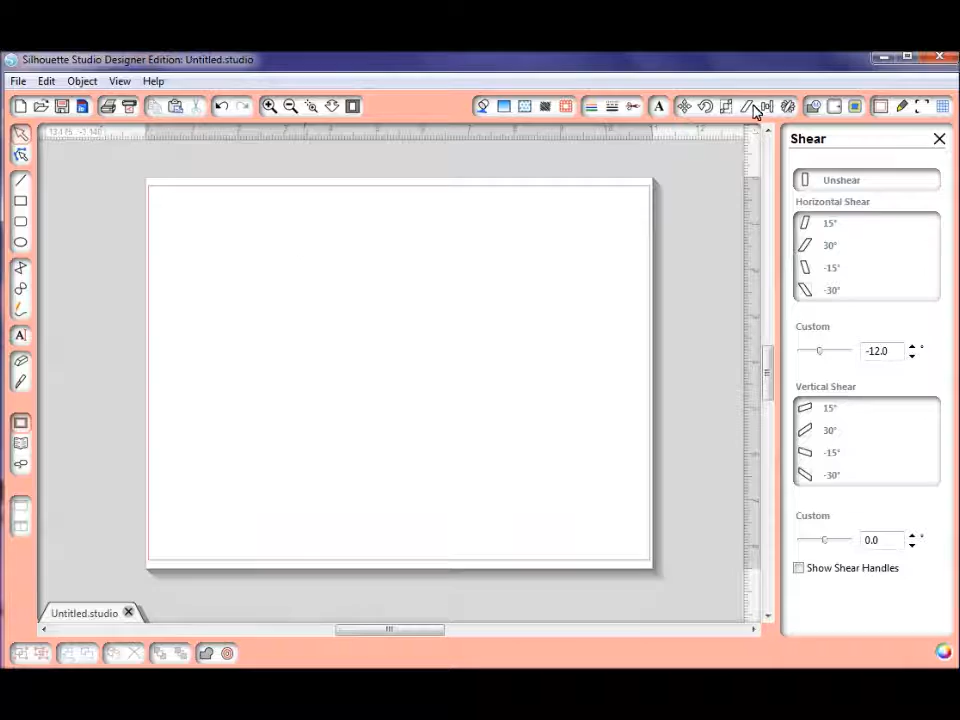 Silhouette Studio Designer Edition: Untitled.studio
File Edit Object View Help
A
Shear
Unshear
Horizontal Shear
15°
30°
-15°
-30°
Custom
-12.0 °
Vertical Shear
15°
30°
-15°
-30°
Custom
0.0 °
Show Shear Handles
A
Untitled.studio